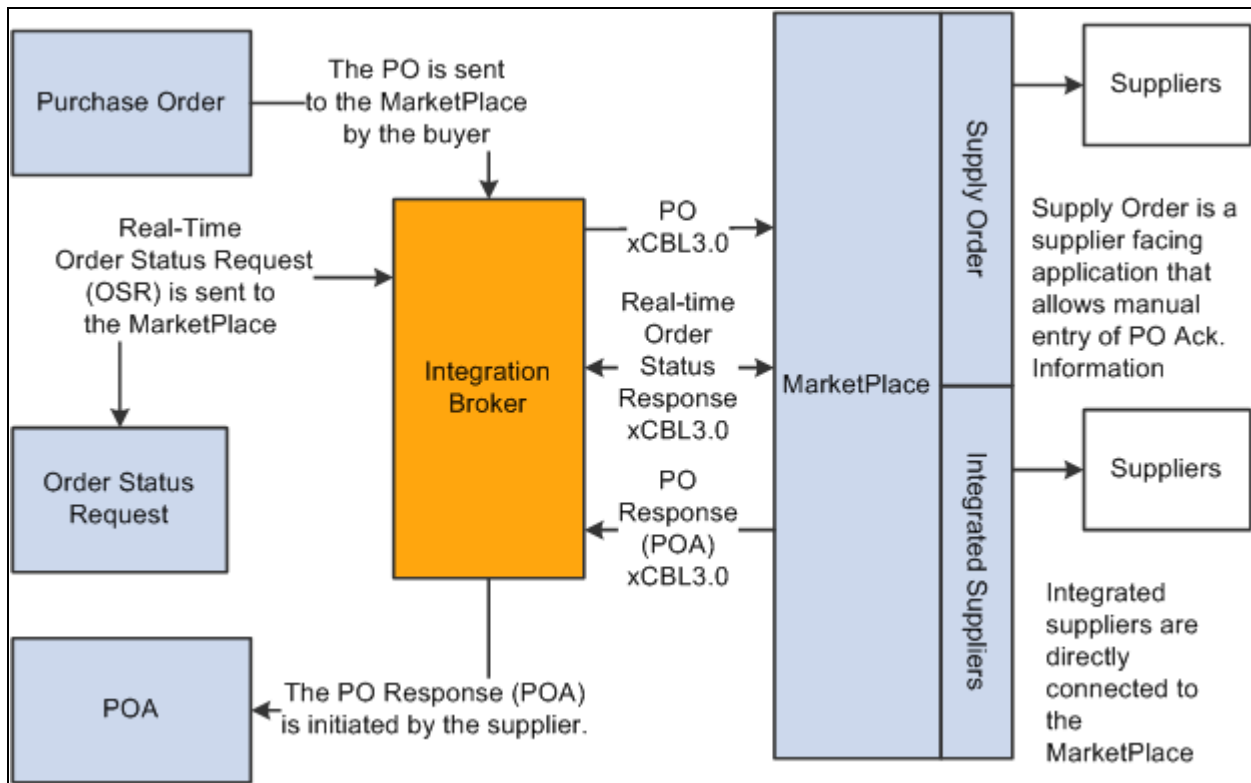 Purchase Order
The PO is sent
to the MarketPlace
by the buyer
Real-Time
Order Status Request
(OSR) is sent to
the MarketPlace
Order Status
Request
POA
The PO Response (POA)
is initiated by the supplier.
Integration
Broker
PO
xCBL3.0
Real-time
Order
Status
Response
xCBL3.0
PO
Response
(POA)
xCBL3.0
MarketPlace
Supply Order
Integrated Suppliers
Suppliers
Supply Order is a
supplier facing
application that
allows manual
entry of PO Ack.
Information
Suppliers
Integrated
suppliers are
directly
connected to
the
MarketPlace